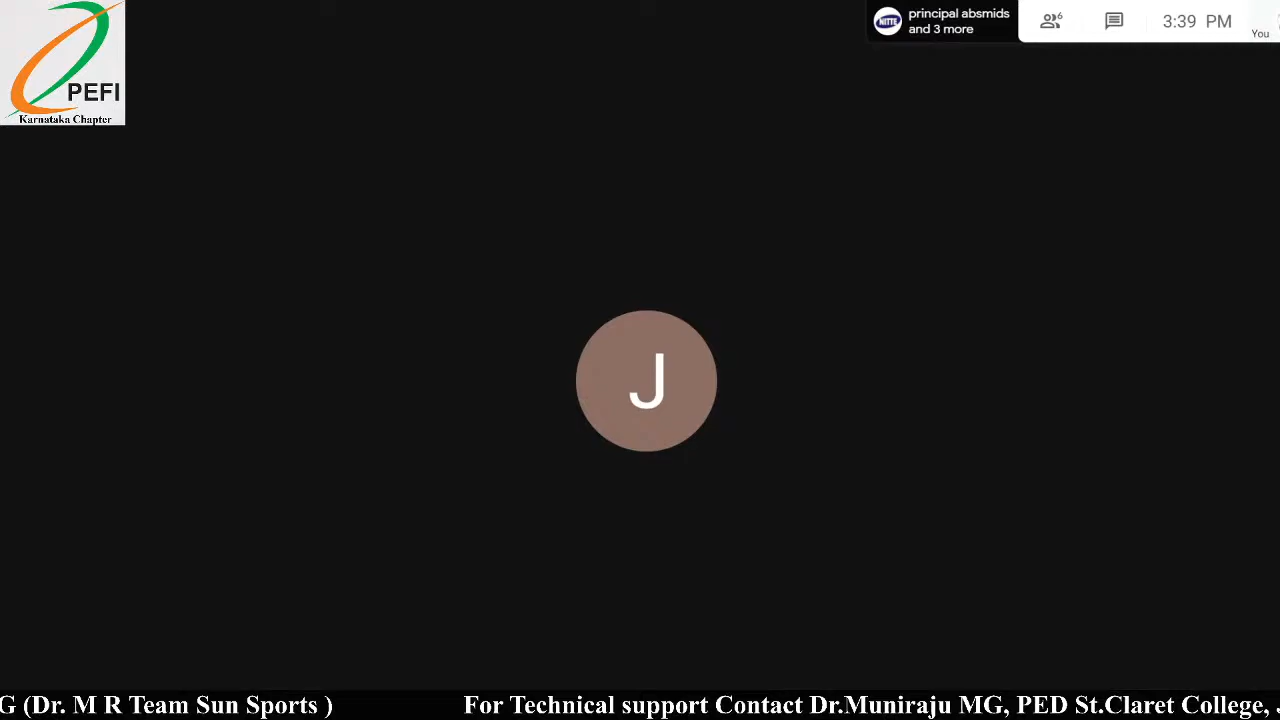 PEFI
Karnataka Chapter
NITTE
principal absmids
and 3 more
6
3:39 PM
You
J
G (Dr. M R Team Sun Sports )
For Technical support Contact Dr.Muniraju MG, PED St.Claret College,